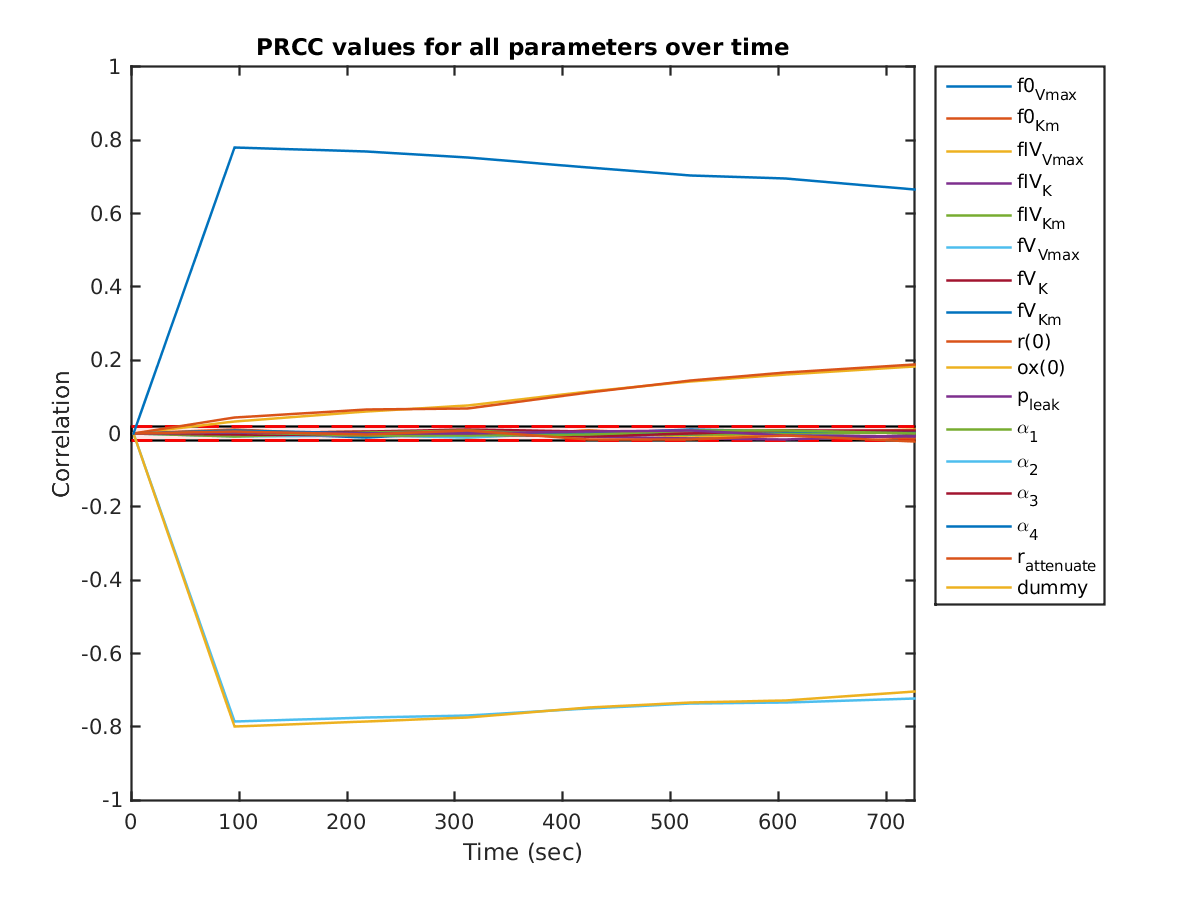 PRCC values for all parameters over time
1
0.8
0.6
0.4
0.2
0
-0.2
-0.4
-0.6
-0.8
-1
Correlation
0 100 200 300 400 500 600 700
Time (sec)
f0Vmax
f0Km
fIVVmax
fIVK
fIVKm
fVVmax
fVK
fVKm
r(0)
ox(0)
pleak
α1
α2
α3
α4
rattenuate
dummy